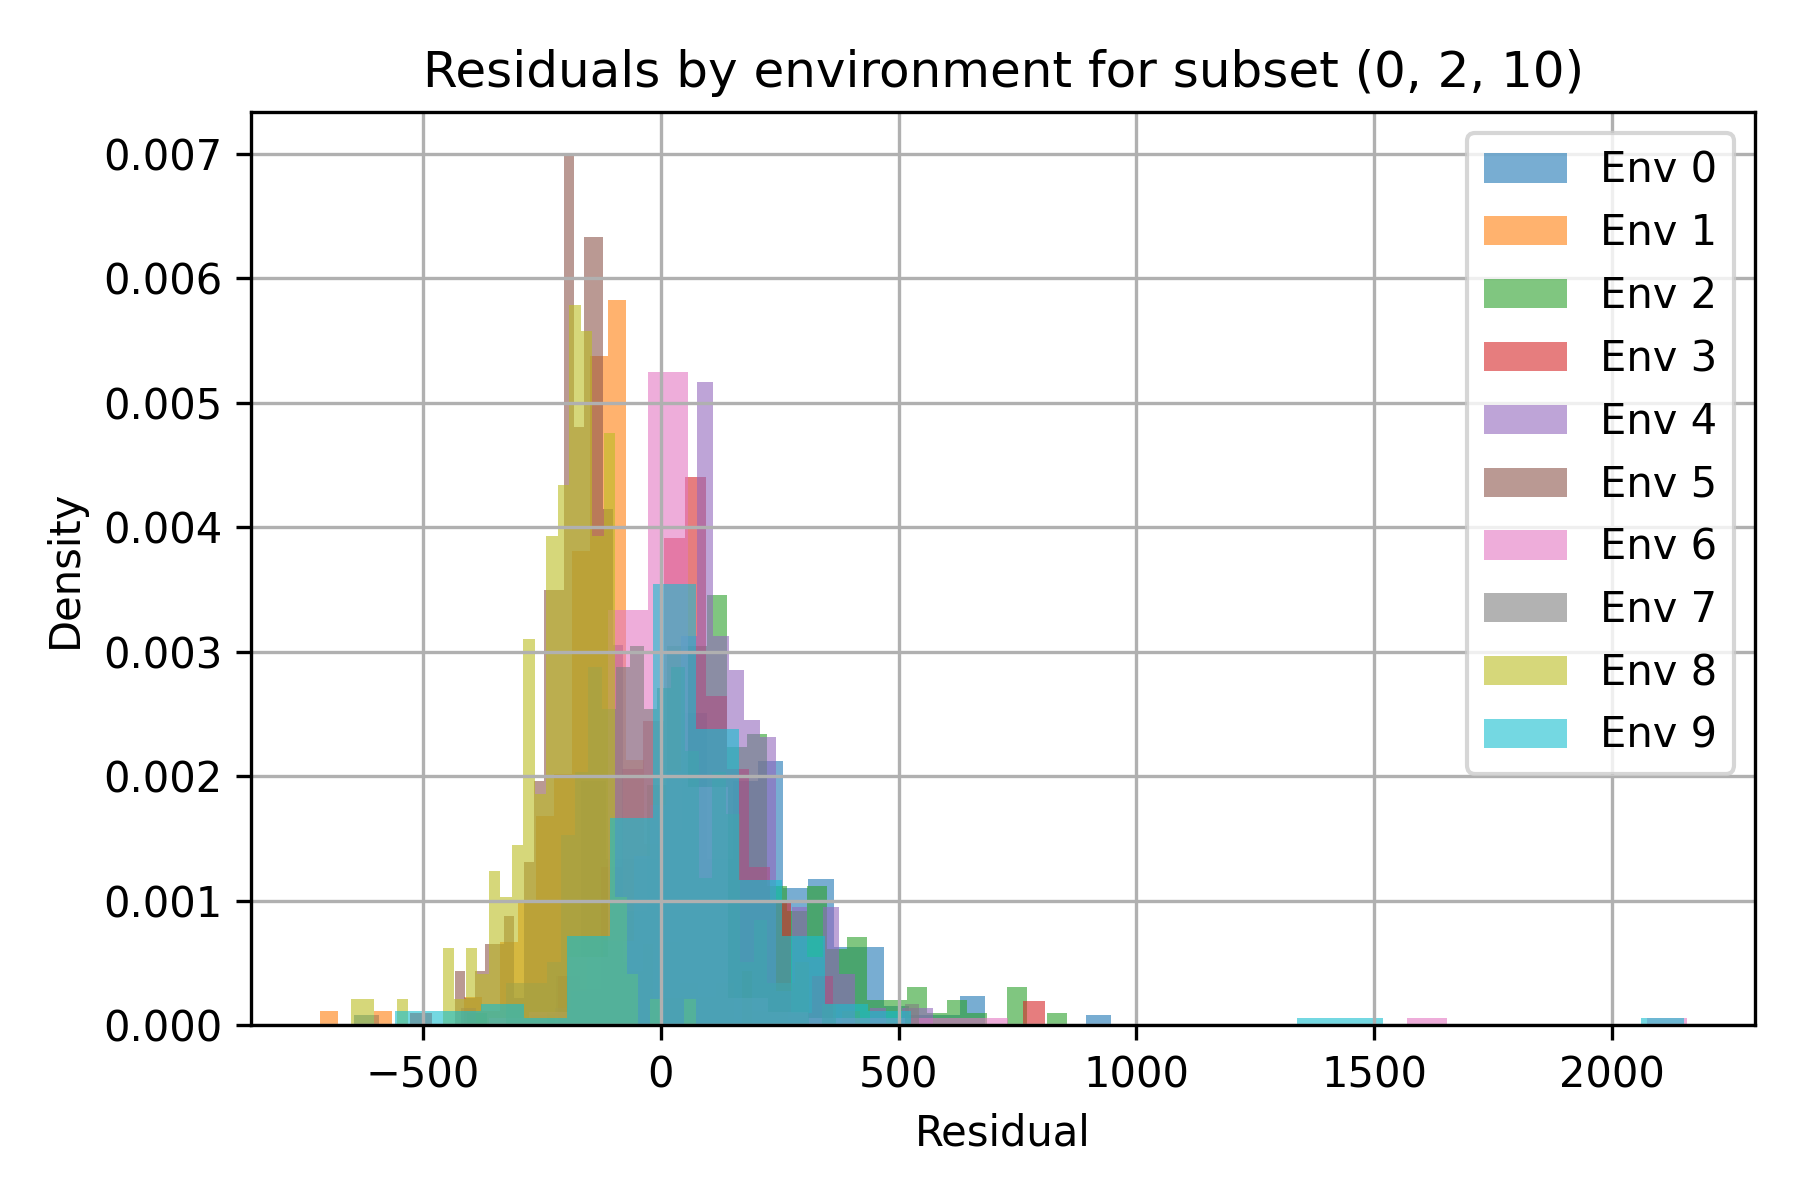 Residuals by environment for subset (0, 2, 10)
0.007
0.006
0.005
0.004
0.003
0.002
0.001
0.000
Density
−500
0
500
1000
1500
2000
Residual
Env 0
Env 1
Env 2
Env 3
Env 4
Env 5
Env 6
Env 7
Env 8
Env 9